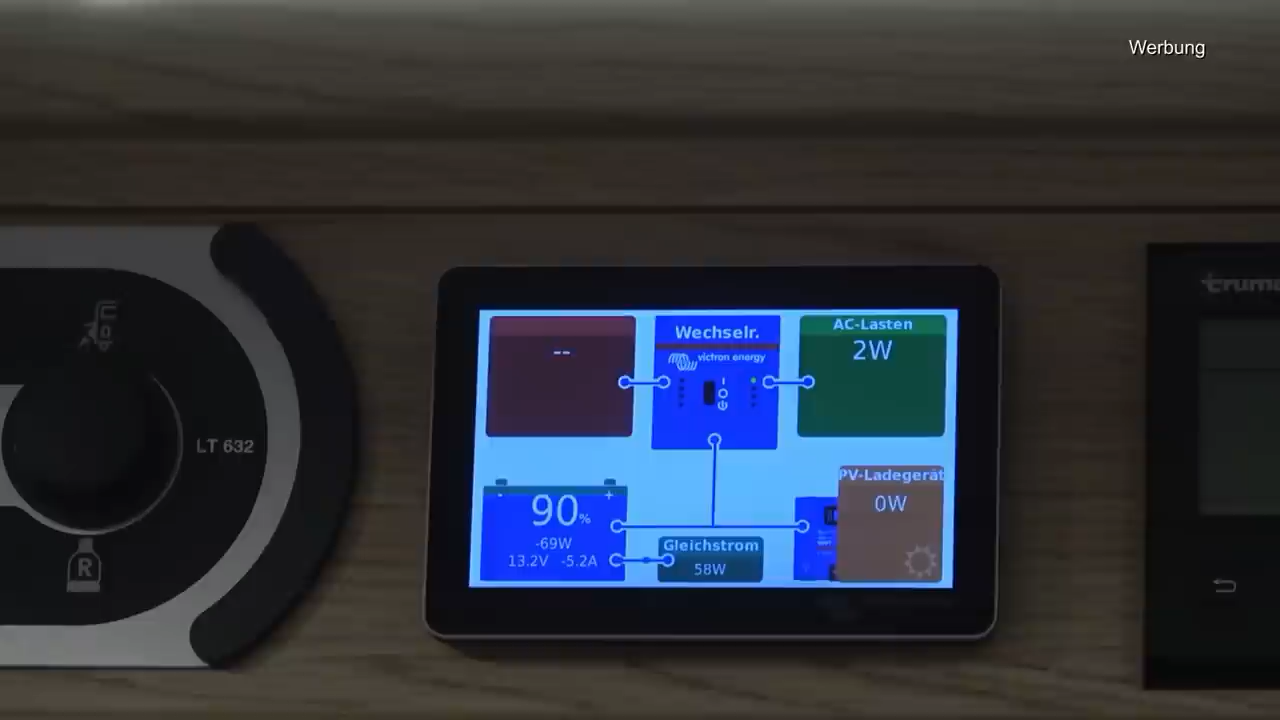 Werbung
truma
LT 632
R
--
Wechselr.
victron energy
I
O
AC-Lasten
2W
90%
-69W
13.2V -5.2A
Gleichstrom
58W
PV-Ladegerät
0W